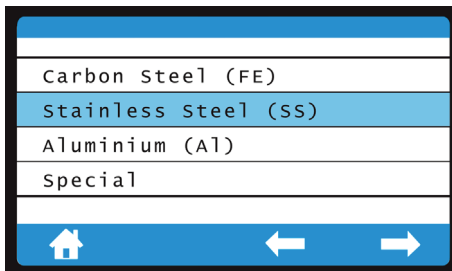 Carbon Steel (FE)
Stainless Steel (SS)
Aluminium (Al)
Special